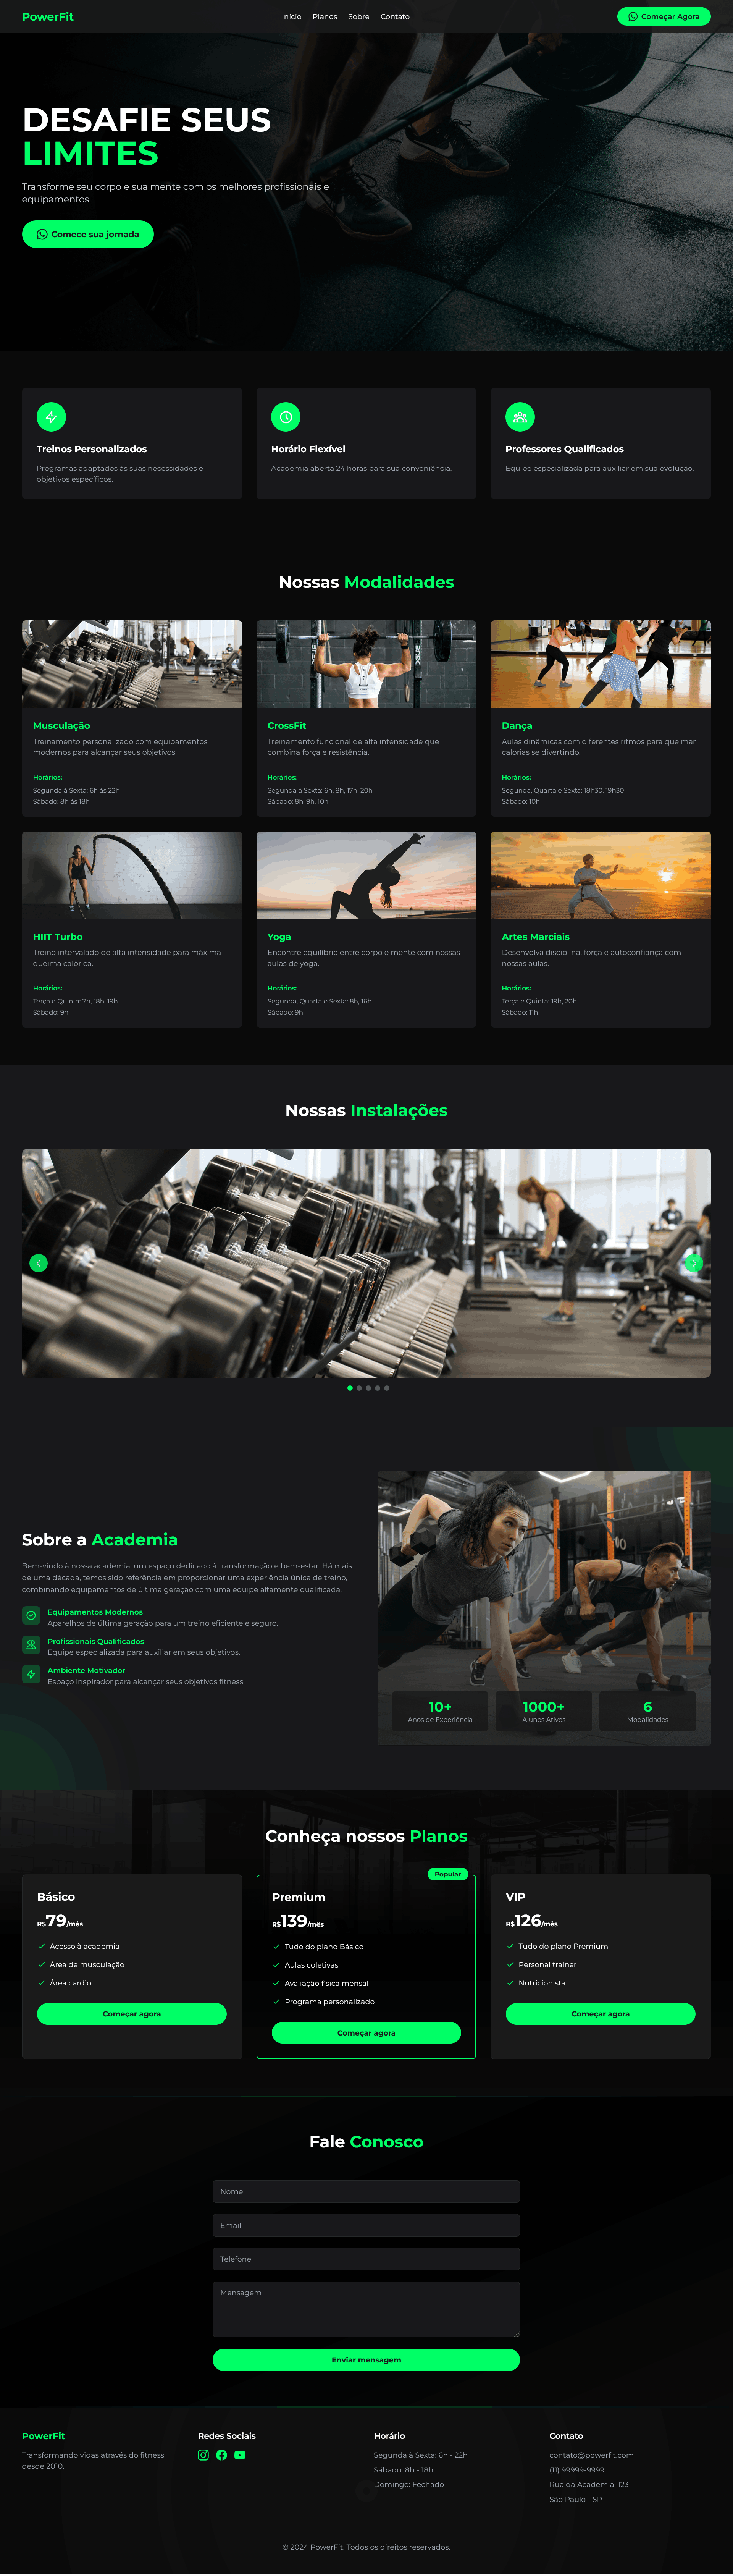 PowerFit
Início Planos Sobre Contato
Começar Agora
DESAFIE SEUS
LIMITES
Transforme seu corpo e sua mente com os melhores profissionais e
equipamentos
Comece sua jornada
Treinos Personalizados
Programas adaptados às suas necessidades e
objetivos específicos.
Horário Flexível
Academia aberta 24 horas para sua conveniência.
Professores Qualificados
Equipe especializada para auxiliar em sua evolução.
Nossas Modalidades
Musculação
Treinamento personalizado com equipamentos
modernos para alcançar seus objetivos.
Horários:
Segunda à Sexta: 6h às 22h
Sábado: 8h às 18h
CrossFit
Treinamento funcional de alta intensidade que
combina força e resistência.
Horários:
Segunda à Sexta: 6h, 8h, 17h, 20h
Sábado: 8h, 9h, 10h
Dança
Aulas dinâmicas com diferentes ritmos para queimar
calorias se divertindo.
Horários:
Segunda, Quarta e Sexta: 18h30, 19h30
Sábado: 10h
HIIT Turbo
Treino intervalado de alta intensidade para máxima
queima calórica.
Horários:
Terça e Quinta: 7h, 18h, 19h
Sábado: 9h
Yoga
Encontre equilíbrio entre corpo e mente com nossas
aulas de yoga.
Horários:
Segunda, Quarta e Sexta: 8h, 16h
Sábado: 9h
Artes Marciais
Desenvolva disciplina, força e autoconfiança com
nossas aulas.
Horários:
Terça e Quinta: 19h, 20h
Sábado: 11h
Nossas Instalações
Sobre a Academia
Bem-vindo à nossa academia, um espaço dedicado à transformação e bem-estar. Há mais
de uma década, temos sido referência em proporcionar uma experiência única de treino,
combinando equipamentos de última geração com uma equipe altamente qualificada.
Equipamentos Modernos
Aparelhos de última geração para um treino eficiente e seguro.
Profissionais Qualificados
Equipe especializada para auxiliar em seus objetivos.
Ambiente Motivador
Espaço inspirador para alcançar seus objetivos fitness.
10+
Anos de Experiência
1000+
Alunos Ativos
6
Modalidades
Conheça nossos Planos
Básico
R$79/mês
Acesso à academia
Área de musculação
Área cardio
Começar agora
Popular
Premium
R$139/mês
Tudo do plano Básico
Aulas coletivas
Avaliação física mensal
Programa personalizado
Começar agora
VIP
R$126/mês
Tudo do plano Premium
Personal trainer
Nutricionista
Começar agora
Fale Conosco
Nome
Email
Telefone
Mensagem
Enviar mensagem
PowerFit
Transformando vidas através do fitness
desde 2010.
Redes Sociais
Horário
Segunda à Sexta: 6h - 22h
Sábado: 8h - 18h
Domingo: Fechado
Contato
contato@powerfit.com
(11) 99999-9999
Rua da Academia, 123
São Paulo - SP
© 2024 PowerFit. Todos os direitos reservados.